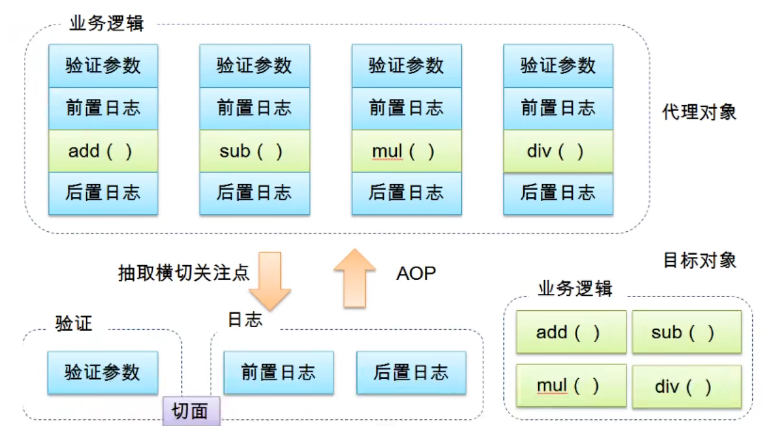 业务逻辑
验证参数 验证参数 验证参数 验证参数
前置日志 前置日志 前置日志 前置日志
代理对象
add（ ） sub（ ） mul（ ） div（ ）
后置日志 后置日志 后置日志 后置日志
抽取横切关注点
AOP
目标对象
业务逻辑
验证
日志
add（ ） sub（ ）
验证参数 前置日志 后置日志
mul（ ） div（ ）
切面